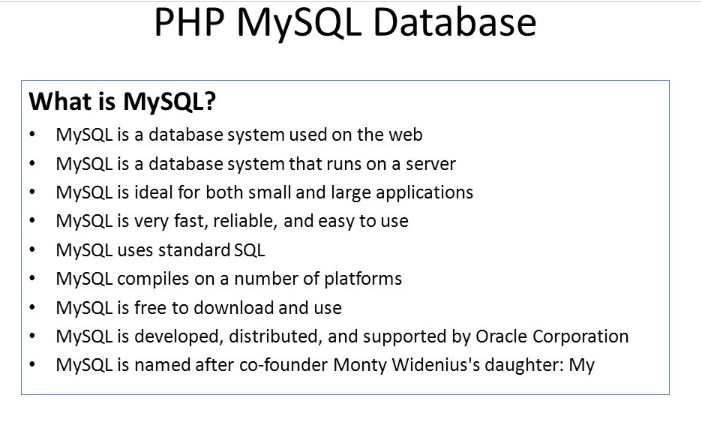 PHP MySQL Database
What is MySQL?
• MySQL is a database system used on the web
• MySQL is a database system that runs on a server
• MySQL is ideal for both small and large applications
• MySQL is very fast, reliable, and easy to use
• MySQL uses standard SQL
• MySQL compiles on a number of platforms
• MySQL is free to download and use
• MySQL is developed, distributed, and supported by Oracle Corporation
• MySQL is named after co-founder Monty Widenius's daughter: My